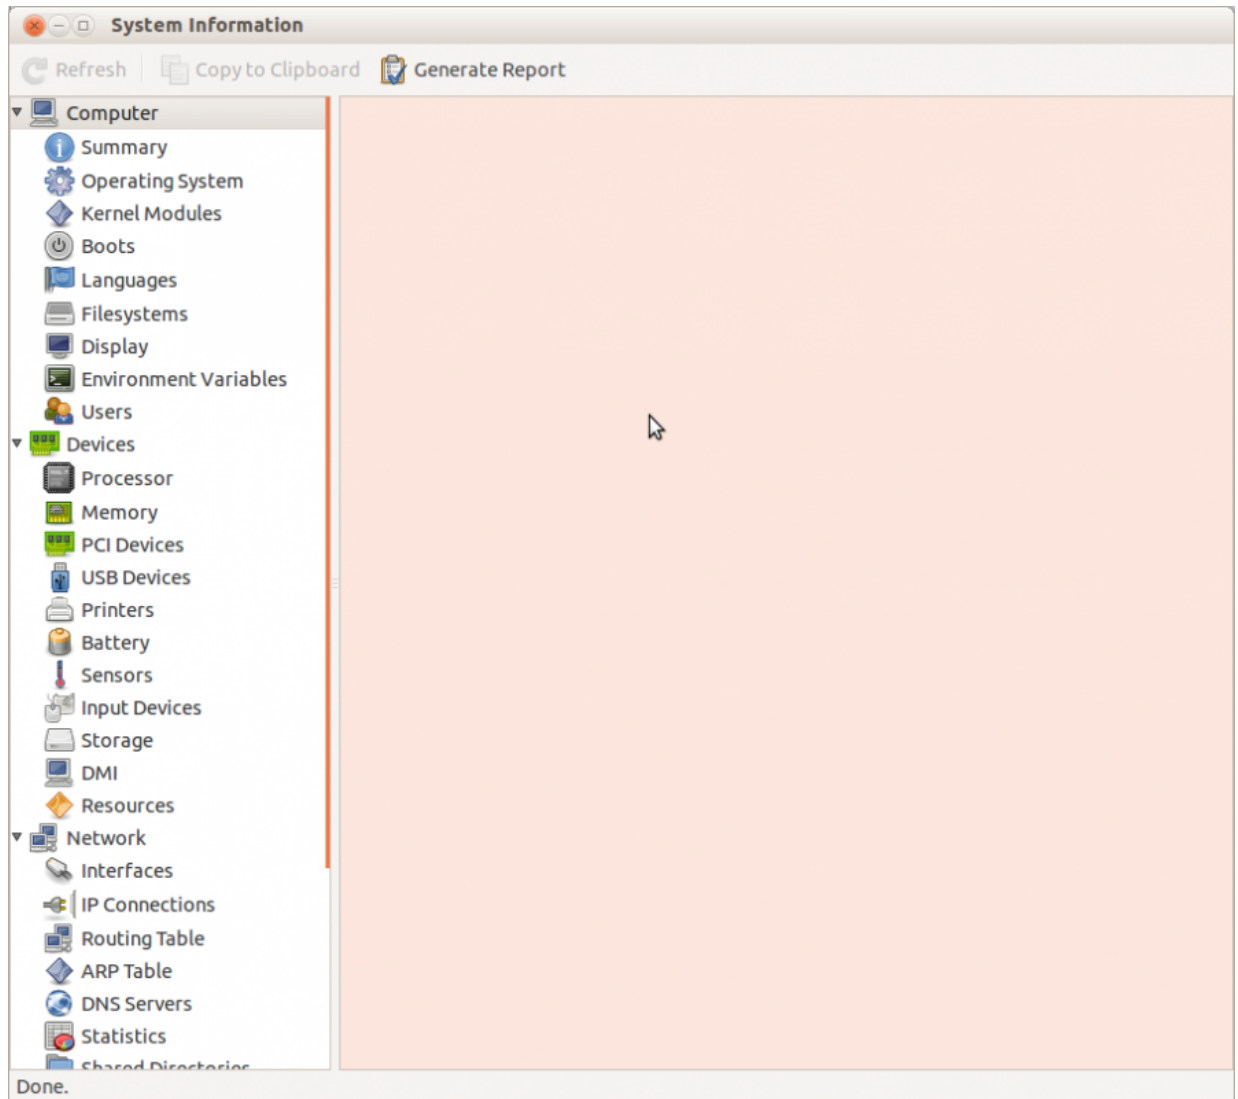 System Information
Refresh Copy to Clipboard Generate Report
Computer
Summary
Operating System
Kernel Modules
Boots
Languages
Filesystems
Display
Environment Variables
Users
Devices
Processor
Memory
PCI Devices
USB Devices
Printers
Battery
Sensors
Input Devices
Storage
DMI
Resources
Network
Interfaces
IP Connections
Routing Table
ARP Table
DNS Servers
Statistics
Shared Directories
Done.